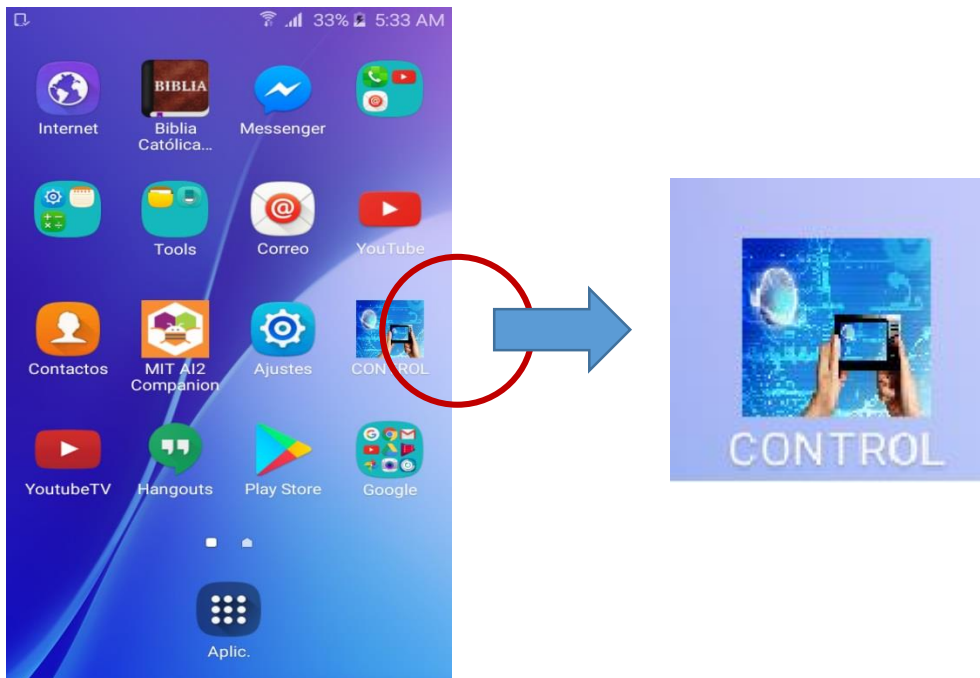 33% 5:33 AM
BIBLIA
Internet
Biblia
Católica...
Messenger
Tools
Correo
YouTube
Contactos
MIT AI2
Companion
Ajustes
CONTROL
YoutubeTV
Hangouts
Play Store
Google
Aplic.
CONTROL